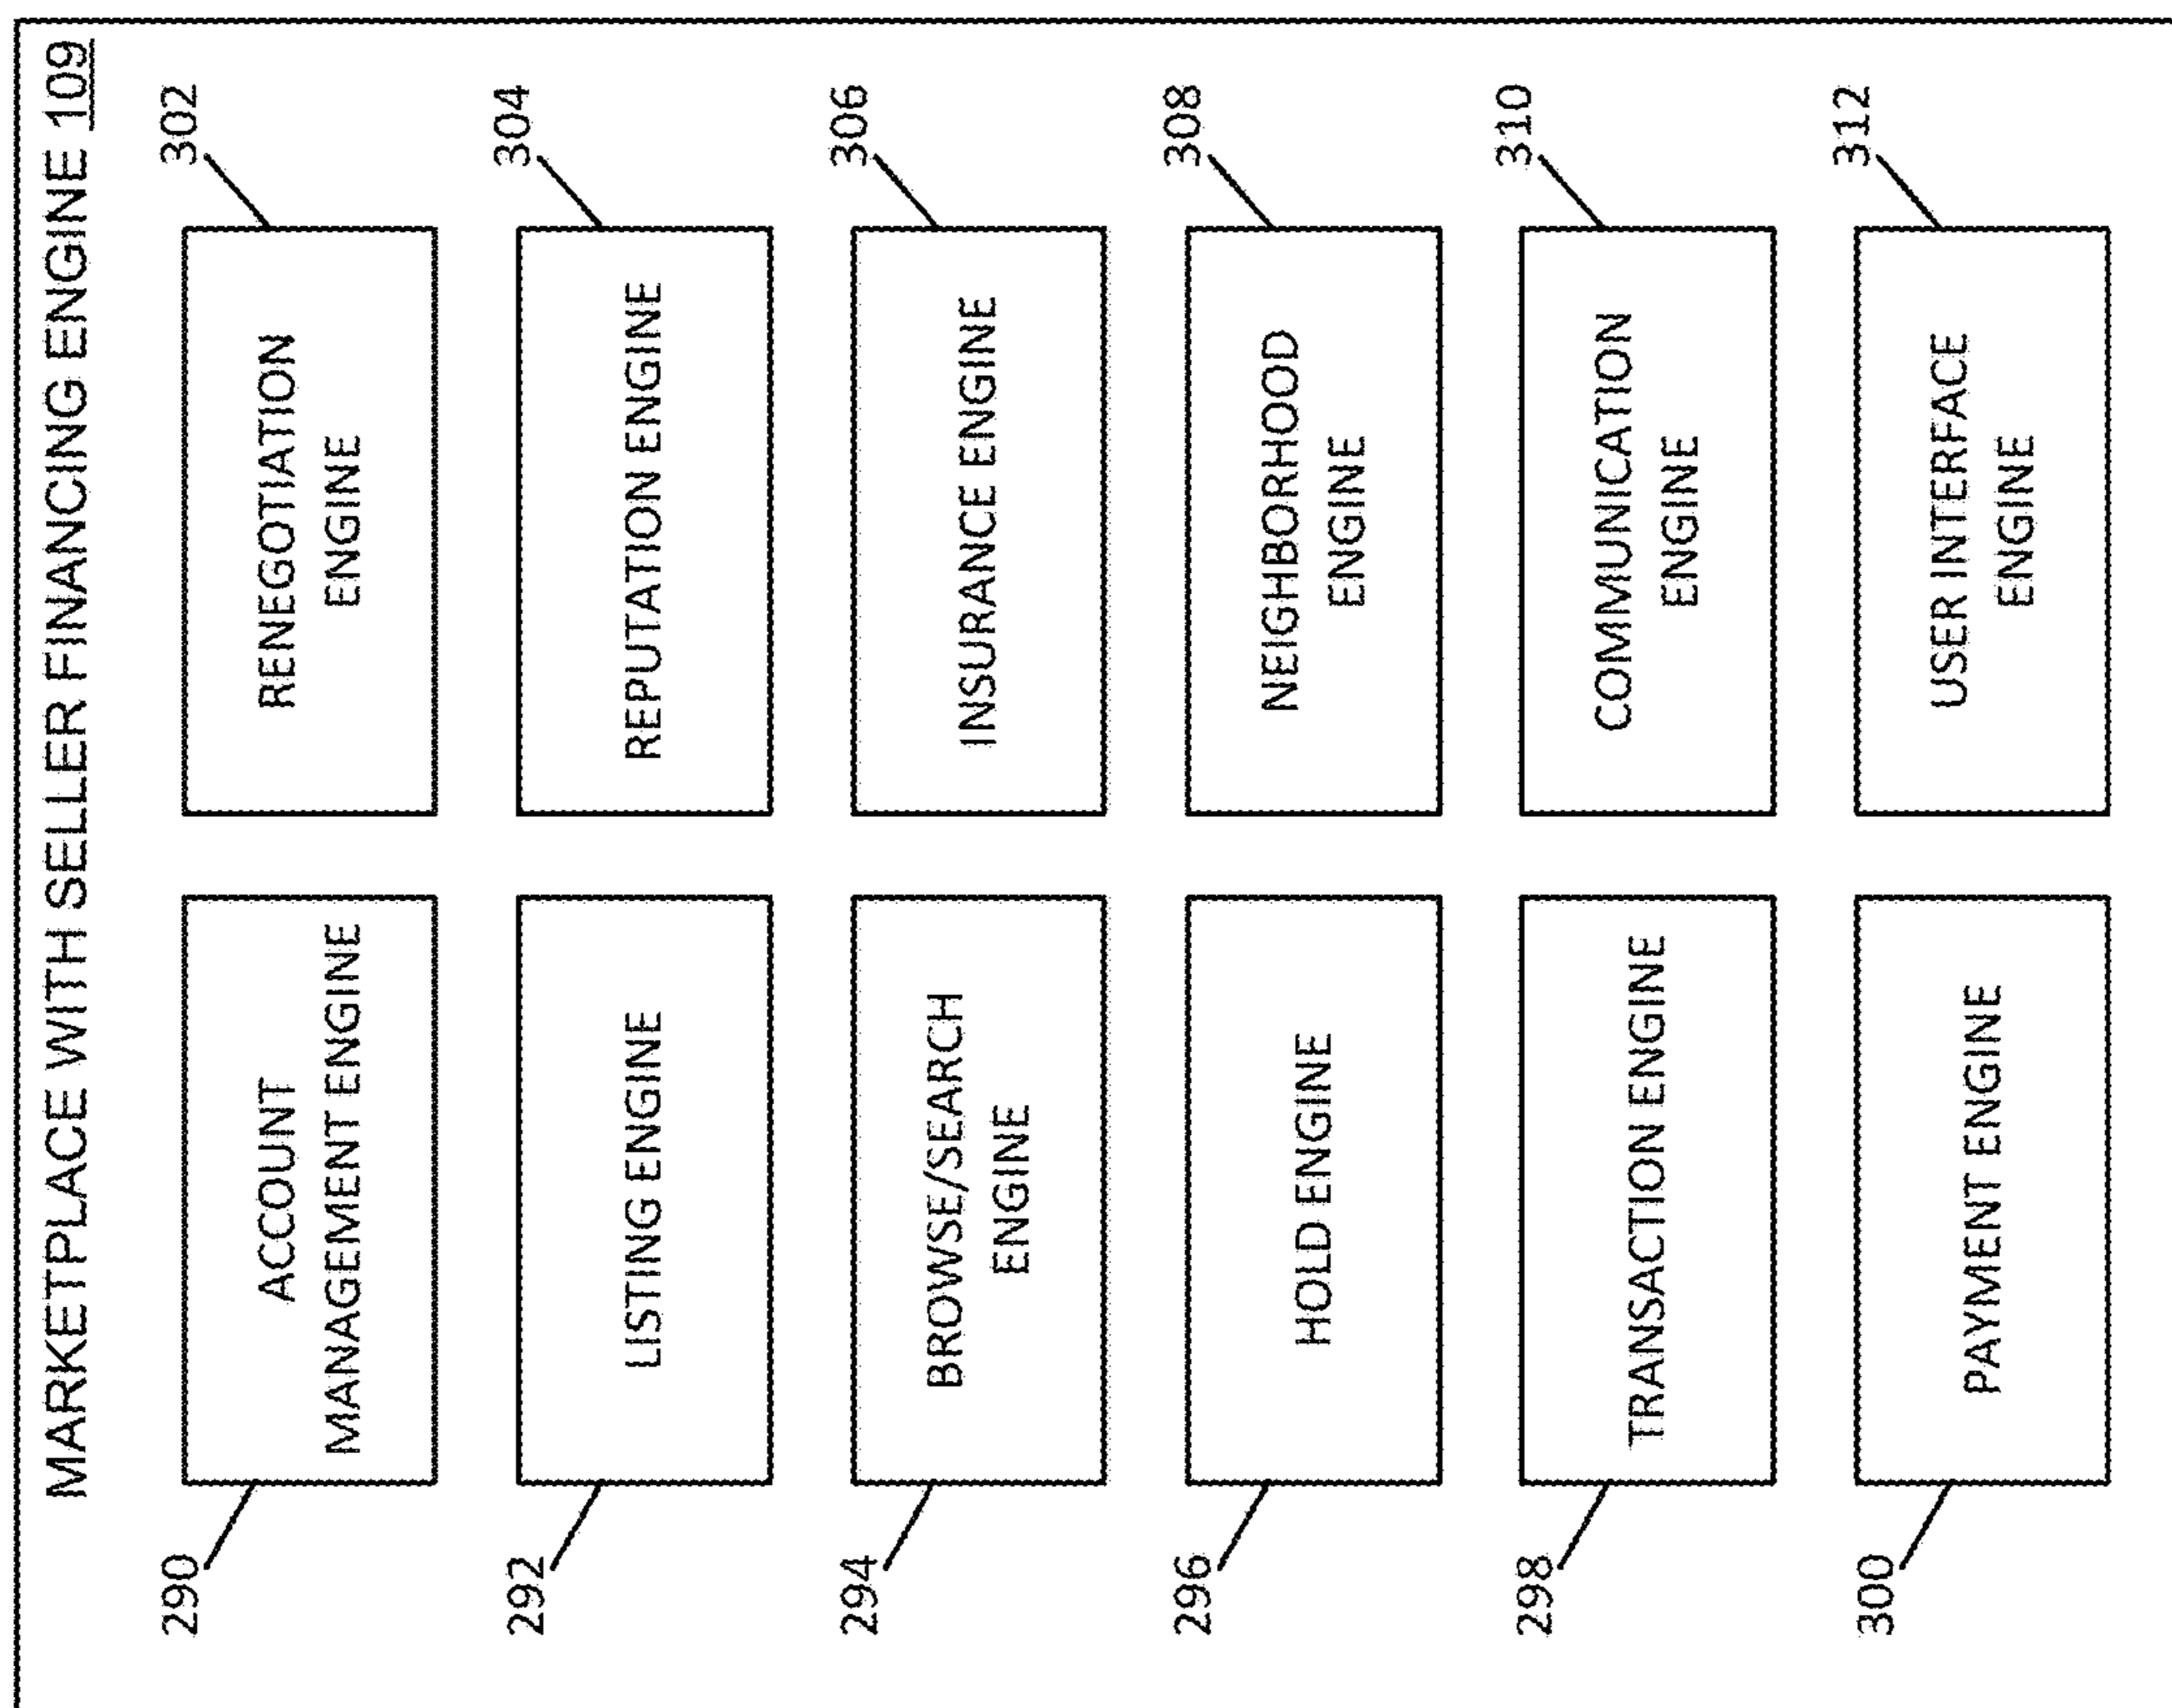 MARKETPLACE WITH SELLER FINANCING ENGINE 109
290
ACCOUNT
MANAGEMENT ENGINE
RENEGOTIATION
ENGINE
302
292
LISTING ENGINE
REPUTATION ENGINE
304
294
BROWSE/SEARCH
ENGINE
INSURANCE ENGINE
306
296
HOLD ENGINE
NEIGHBORHOOD
ENGINE
308
298
TRANSACTION ENGINE
COMMUNICATION
ENGINE
310
300
PAYMENT ENGINE
USER INTERFACE
ENGINE
312